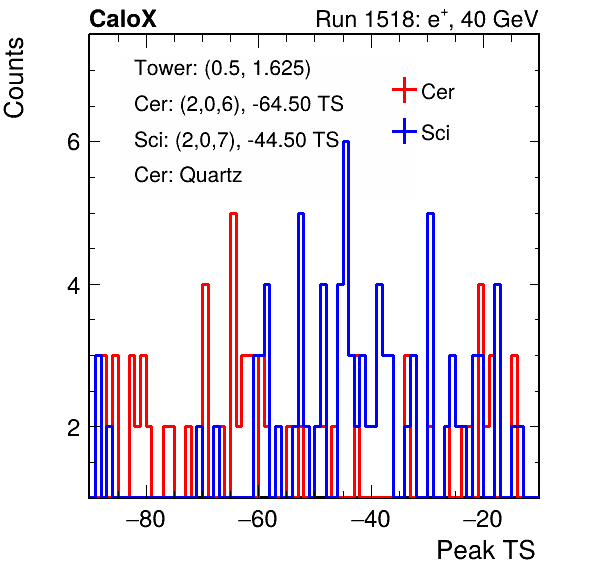 CaloX Run 1518: e+, 40 GeV
Counts
Tower: (0.5, 1.625)
Cer: (2,0,6), -64.50 TS
Sci: (2,0,7), -44.50 TS
Cer: Quartz
Cer
Sci
6
4
2
−80 −60 −40 −20
Peak TS